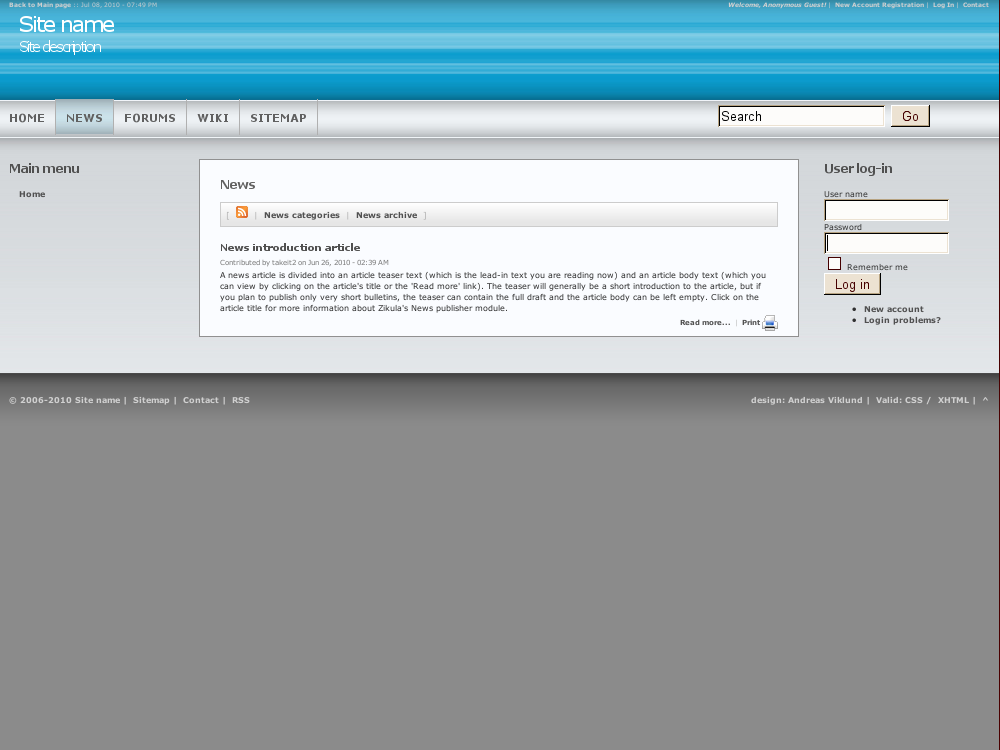 Back to Main page :: Jul 08, 2010 - 07:49 PM
Welcome, Anonymous Guest! | New Account Registration | Log In | Contact
Site name
Site description
HOME NEWS FORUMS WIKI SITEMAP
Search Go
Main menu
Home
News
[ | News categories | News archive ]
News introduction article
Contributed by takeit2 on Jun 26, 2010 - 02:39 AM
A news article is divided into an article teaser text (which is the lead-in text you are reading now) and an article body text (which you
can view by clicking on the article's title or the 'Read more' link). The teaser will generally be a short introduction to the article, but if
you plan to publish only very short bulletins, the teaser can contain the full draft and the article body can be left empty. Click on the
article title for more information about Zikula's News publisher module.
Read more... | Print
User log-in
User name
Password
Remember me
Log in
• New account
• Login problems?
© 2006-2010 Site name | Sitemap | Contact | RSS
design: Andreas Viklund | Valid: CSS / XHTML | ^